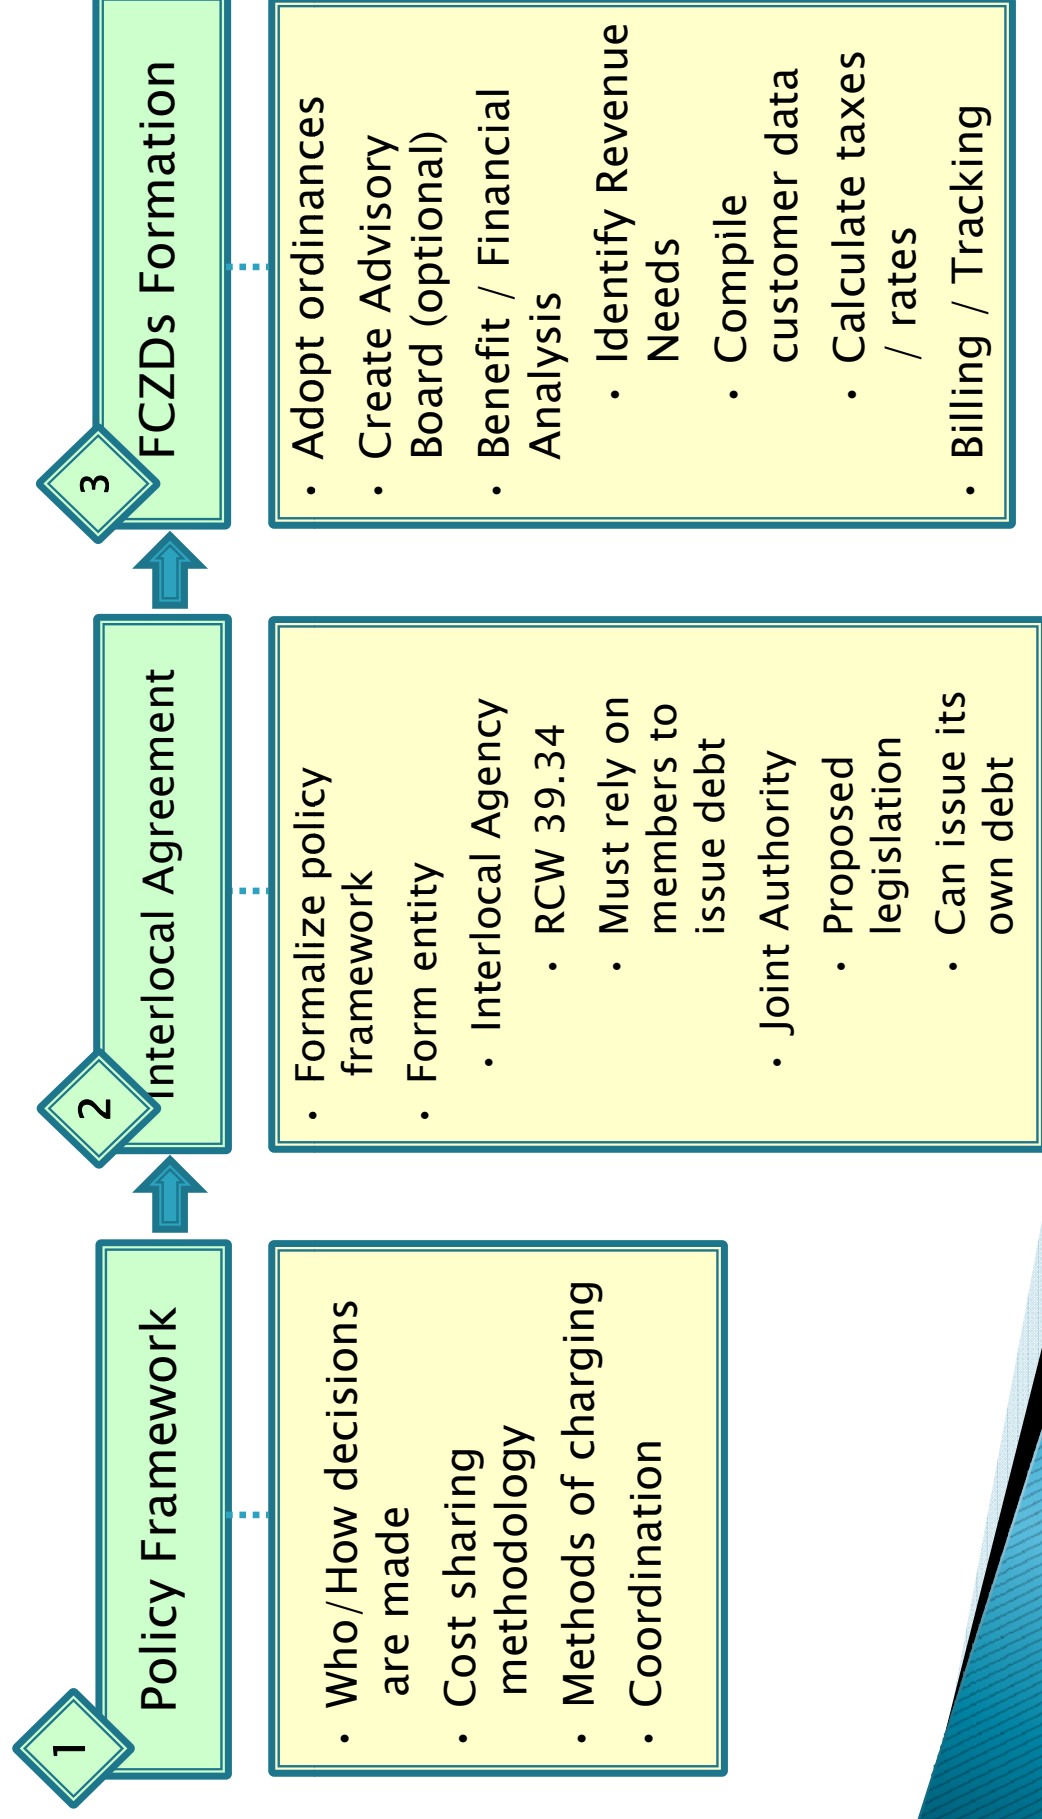 1
Policy Framework
• Who/How decisions
are made
• Cost sharing
methodology
• Methods of charging
• Coordination
2
Interlocal Agreement
• Formalize policy
framework
• Form entity
• Interlocal Agency
• RCW 39.34
• Must rely on
members to
issue debt
• Joint Authority
• Proposed
legislation
• Can issue its
own debt
3
FCZDs Formation
• Adopt ordinances
• Create Advisory
Board (optional)
• Benefit / Financial
Analysis
• Identify Revenue
Needs
• Compile
customer data
• Calculate taxes
/ rates
• Billing / Tracking